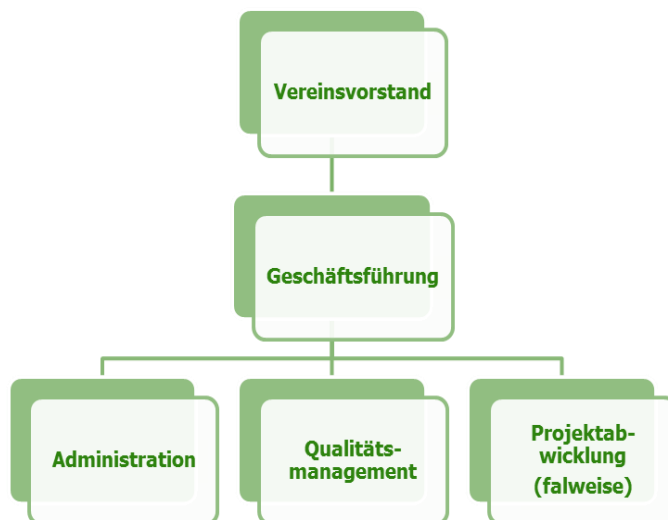 Vereinsvorstand
Geschäftsführung
Administration
Qualitäts-
management
Projektab-
wicklung
(falweise)